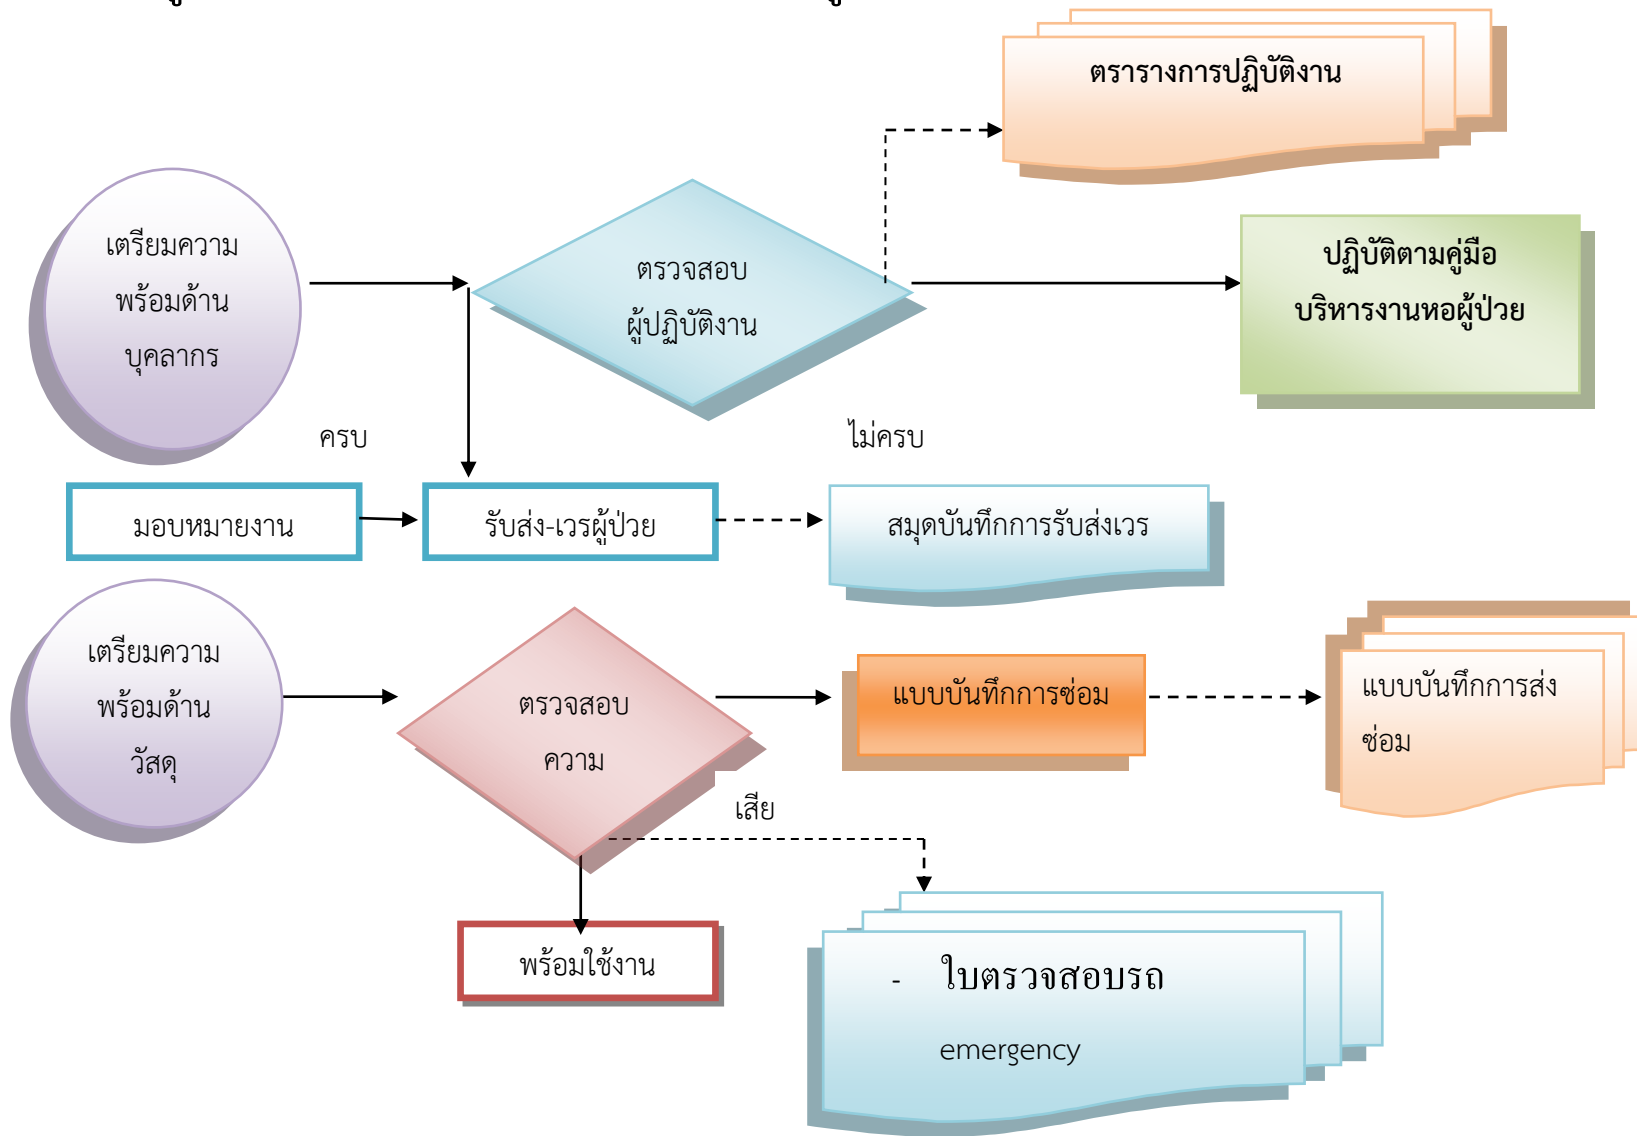 ตรารางการปฏิบัติงาน
เตรียมความ
พร้อมด้าน
บุคลากร
ตรวจสอบ
ผู้ปฏิบัติงาน
ปฏิบัติตามคู่มือ
บริหารงานหอผู้ป่วย
ครบ
ไม่ครบ
มอบหมายงาน
รับส่ง-เวรผู้ป่วย
สมุดบันทึกการรับส่งเวร
เตรียมความ
พร้อมด้าน
วัสดุ
ตรวจสอบ
ความ
แบบบันทึกการซ่อม
แบบบันทึกการส่ง
ซ่อม
เสีย
พร้อมใช้งาน
- ใบตรวจสอบรถ
emergency